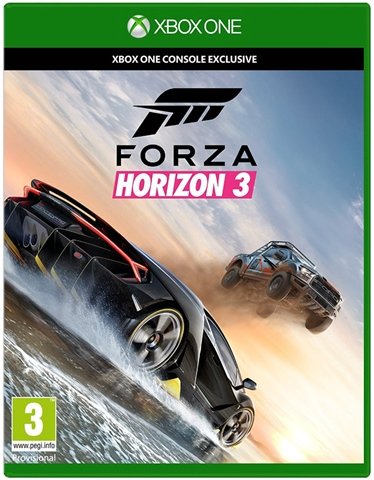 XBOX ONE
XBOX ONE CONSOLE EXCLUSIVE
FORZA
HORIZON 3
3
www.pegi.info
Provisional